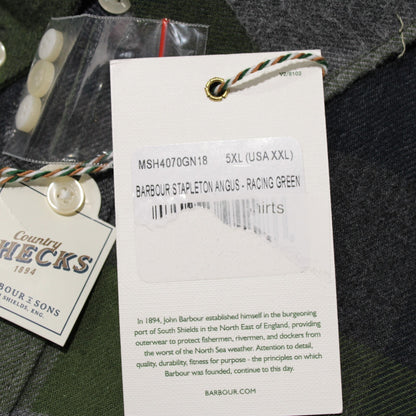 V2/8102
MSH4070GN18 5XL (USA XXL)
BARBOUR STAPLETON ANGUS - RACING GREEN
hirts
In 1894, John Barbour established himself in the burgeoning
port of South Shields in the North East of England, providing
outerwear to protect fishermen, rivermen, and dockers from
the worst of the North Sea weather. Attention to detail,
quality, durability, fitness for purpose - the principles on which
Barbour was founded, continue to this day.
BARBOUR.COM
Country
HECKS
1894
BOUR & SONS
SHIELDS, ENG.